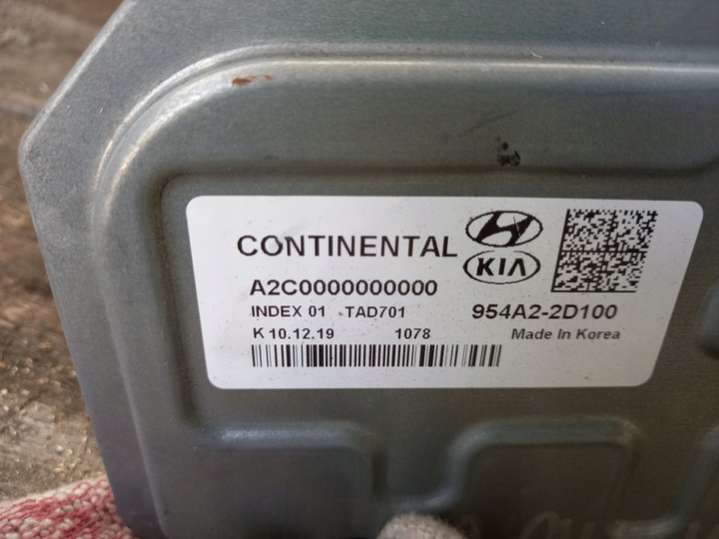 CONTINENTAL
KIA
A2C0000000000
INDEX 01 TAD701
954A2-2D100
K 10.12.19 1078
Made In Korea